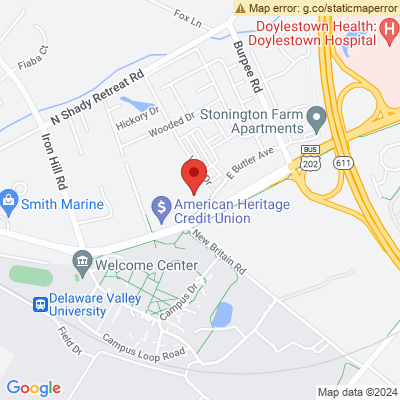 Map error: g.co/staticmaperror
Fox Ln
Doylestown Health:
Doylestown Hospital
H
Burpee Rd
Fiaba Ct
N Shady Retreat Rd
Hickory Dr
Wooded Dr
Stonington Farm
Apartments
Iron Hill Rd
E Butler Ave
BUS
202
611
Dr
Smith Marine
American Heritage
Credit Union
New Britain Rd
Welcome Center
Delaware Valley
University
Campus Dr
Field Dr
Campus Loop Road
Google
Map data ©2024